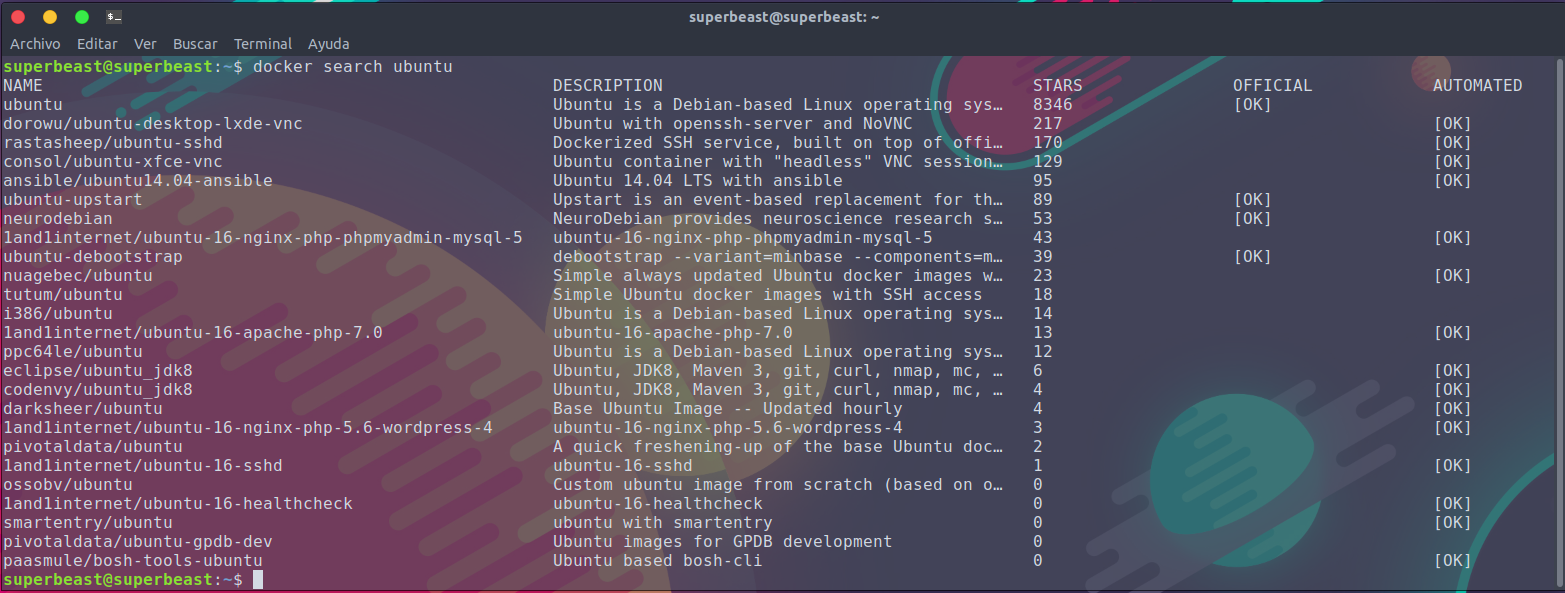 superbeast@superbeast: ~
Archivo Editar Ver Buscar Terminal Ayuda
superbeast@superbeast:~$ docker search ubuntu
NAME DESCRIPTION STARS OFFICIAL AUTOMATED
ubuntu Ubuntu is a Debian-based Linux operating sys… 8346 [OK]
dorowu/ubuntu-desktop-lxde-vnc Ubuntu with openssh-server and NoVNC 217 [OK]
rastasheep/ubuntu-sshd Dockerized SSH service, built on top of offi… 170 [OK]
consol/ubuntu-xfce-vnc Ubuntu container with "headless" VNC session… 129 [OK]
ansible/ubuntu14.04-ansible Ubuntu 14.04 LTS with ansible 95 [OK]
ubuntu-upstart Upstart is an event-based replacement for th… 89 [OK]
neurodebian NeuroDebian provides neuroscience research s… 53 [OK]
1and1internet/ubuntu-16-nginx-php-phpmyadmin-mysql-5 ubuntu-16-nginx-php-phpmyadmin-mysql-5 43 [OK]
ubuntu-debootstrap debootstrap --variant=minbase --components=m… 39 [OK]
nuagebec/ubuntu Simple always updated Ubuntu docker images w… 23 [OK]
tutum/ubuntu Simple Ubuntu docker images with SSH access 18
i386/ubuntu Ubuntu is a Debian-based Linux operating sys… 14
1and1internet/ubuntu-16-apache-php-7.0 ubuntu-16-apache-php-7.0 13 [OK]
ppc64le/ubuntu Ubuntu is a Debian-based Linux operating sys… 12
eclipse/ubuntu_jdk8 Ubuntu, JDK8, Maven 3, git, curl, nmap, mc, … 6 [OK]
codenvy/ubuntu_jdk8 Ubuntu, JDK8, Maven 3, git, curl, nmap, mc, … 4 [OK]
darksheer/ubuntu Base Ubuntu Image -- Updated hourly 4 [OK]
1and1internet/ubuntu-16-nginx-php-5.6-wordpress-4 ubuntu-16-nginx-php-5.6-wordpress-4 3 [OK]
pivotaldata/ubuntu A quick freshening-up of the base Ubuntu doc… 2
1and1internet/ubuntu-16-sshd ubuntu-16-sshd 1 [OK]
ossobv/ubuntu Custom ubuntu image from scratch (based on o… 0
1and1internet/ubuntu-16-healthcheck ubuntu-16-healthcheck 0 [OK]
smartentry/ubuntu ubuntu with smartentry 0 [OK]
pivotaldata/ubuntu-gpdb-dev Ubuntu images for GPDB development 0
paasmule/bosh-tools-ubuntu Ubuntu based bosh-cli 0 [OK]
superbeast@superbeast:~$